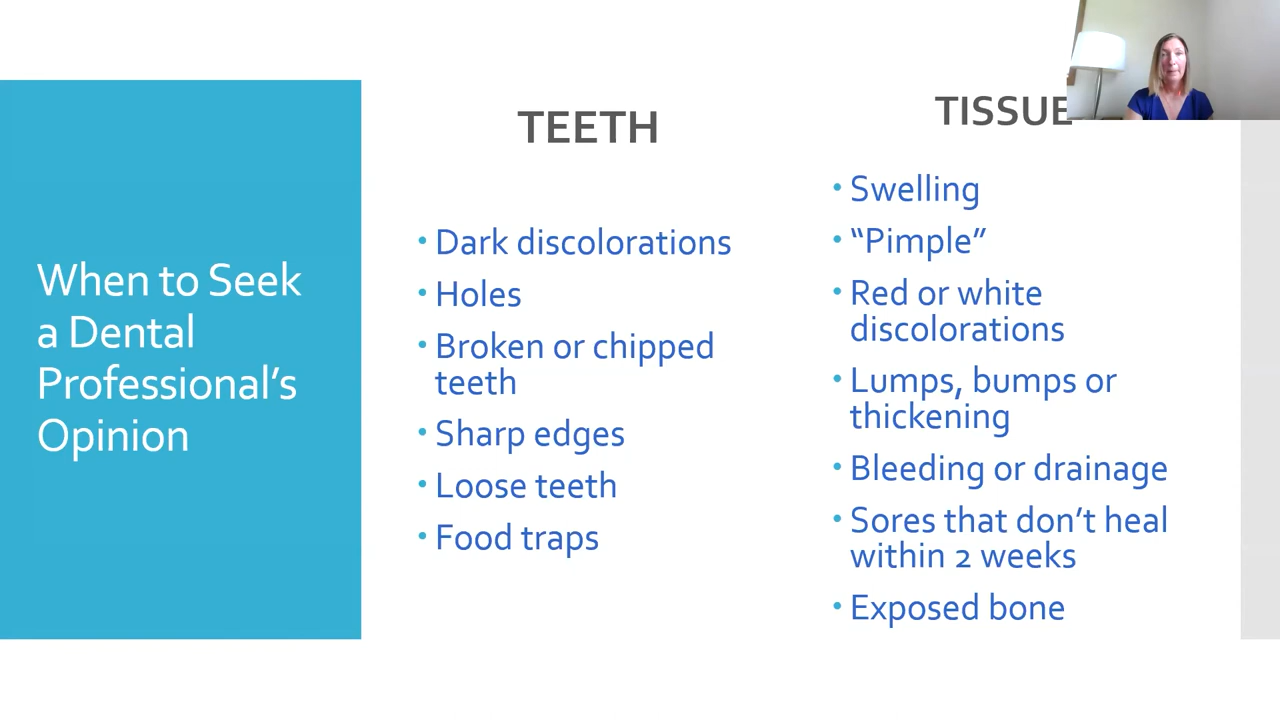 When to Seek
a Dental
Professional’s
Opinion
TEETH
• Dark discolorations
• Holes
• Broken or chipped
teeth
• Sharp edges
• Loose teeth
• Food traps
TISSUE
• Swelling
• “Pimple”
• Red or white
discolorations
• Lumps, bumps or
thickening
• Bleeding or drainage
• Sores that don’t heal
within 2 weeks
• Exposed bone